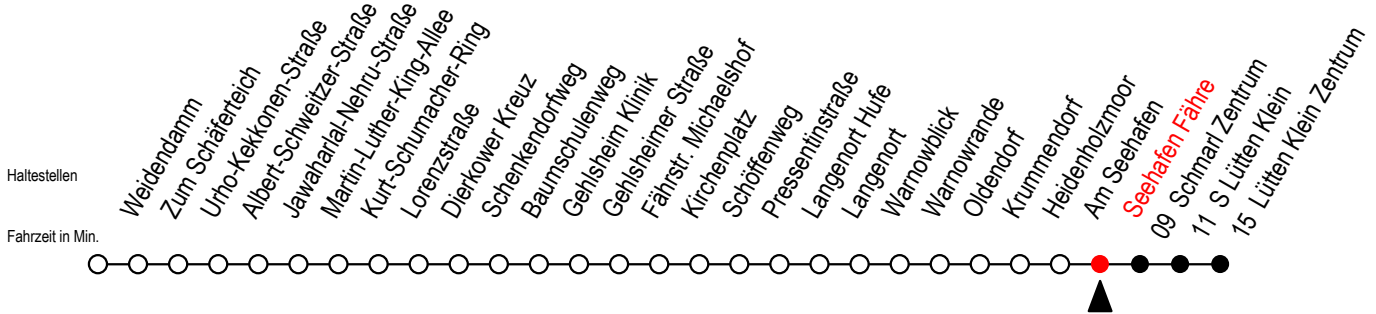 Haltestellen
Fahrzeit in Min.
Weidendamm
Zum Schäferteich
Urho-Kekkonen-Straße
Albert-Schweitzer-Straße
Jawaharlal-Nehru-Straße
Martin-Luther-King-Allee
Kurt-Schumacher-Ring
Lorenzstraße
Dierkower Kreuz
Schenkendorfweg
Baumschulenweg
Gehlsheim Klinik
Gehlsheimer Straße
Fährstr. Michaelshof
Kirchenplatz
Schöffenweg
Pressentinstraße
Langenort Hufe
Langenort
Warnowblick
Warnowrande
Oldendorf
Krummendorf
Heidenholzmoor
Am Seehafen
Seehafen Fähre
09 Schmarl Zentrum
11 S Lütten Klein
15 Lütten Klein Zentrum